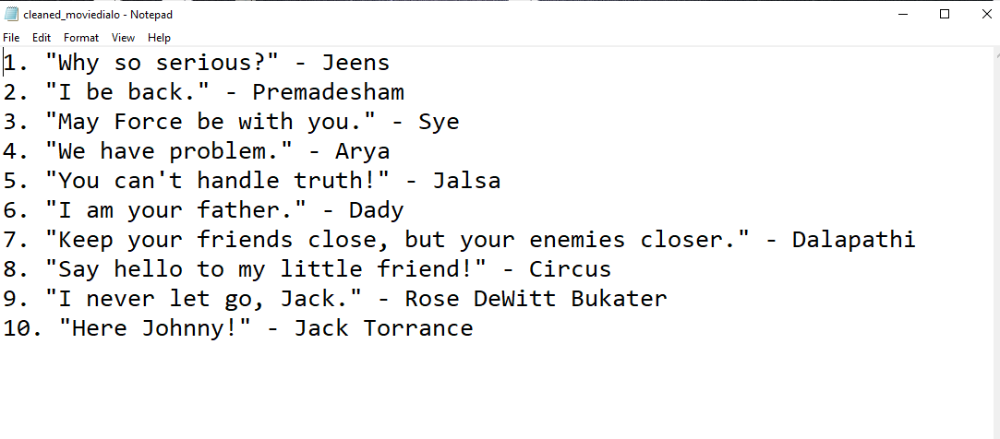 cleaned_moviedialo - Notepad
File Edit Format View Help
1. "Why so serious?" - Jeens
2. "I be back." - Premadesham
3. "May Force be with you." - Sye
4. "We have problem." - Arya
5. "You can't handle truth!" - Jalsa
6. "I am your father." - Dady
7. "Keep your friends close, but your enemies closer." - Dalapathi
8. "Say hello to my little friend!" - Circus
9. "I never let go, Jack." - Rose DeWitt Bukater
10. "Here Johnny!" - Jack Torrance